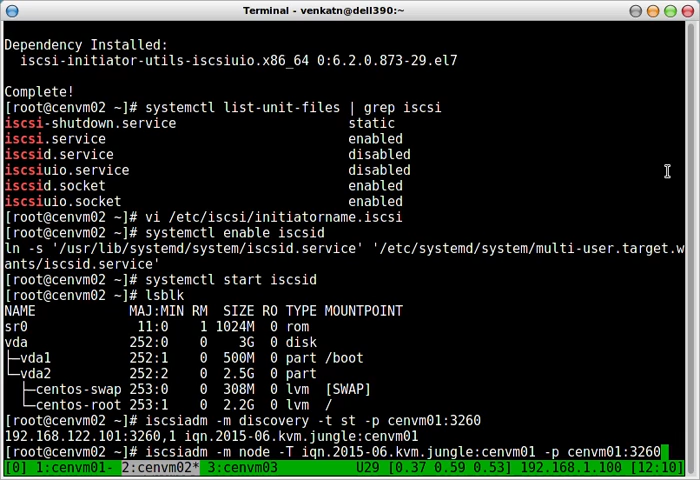 Terminal - venkatn@dell390:~
Dependency Installed:
  iscsi-initiator-utils-iscsiuio.x86_64 0:6.2.0.873-29.el7
Complete!
[root@cenvm02 ~]# systemctl list-unit-files | grep iscsi
iscsi-shutdown.service                      static
iscsi.service                               enabled
iscsid.service                              disabled
iscsiuio.service                            disabled
iscsid.socket                               enabled
iscsiuio.socket                             enabled
[root@cenvm02 ~]# vi /etc/iscsi/initiatorname.iscsi
[root@cenvm02 ~]# systemctl enable iscsid
ln -s '/usr/lib/systemd/system/iscsid.service' '/etc/systemd/system/multi-user.target.w
ants/iscsid.service'
[root@cenvm02 ~]# systemctl start iscsid
[root@cenvm02 ~]# lsblk
NAME            MAJ:MIN RM  SIZE RO TYPE MOUNTPOINT
sr0              11:0    1 1024M  0 rom
vda             252:0    0    3G  0 disk
├─vda1          252:1    0  500M  0 part /boot
└─vda2          252:2    0  2.5G  0 part
  ├─centos-swap 253:0    0  308M  0 lvm  [SWAP]
  └─centos-root 253:1    0  2.2G  0 lvm  /
[root@cenvm02 ~]# iscsiadm -m discovery -t st -p cenvm01:3260
192.168.122.101:3260,1 iqn.2015-06.kvm.jungle:cenvm01
[root@cenvm02 ~]# iscsiadm -m node -T iqn.2015-06.kvm.jungle:cenvm01 -p cenvm01:3260
[0] 1:cenvm01- 2:cenvm02* 3:cenvm03          U29 [0.37 0.59 0.53] 192.168.1.100 [12:10]